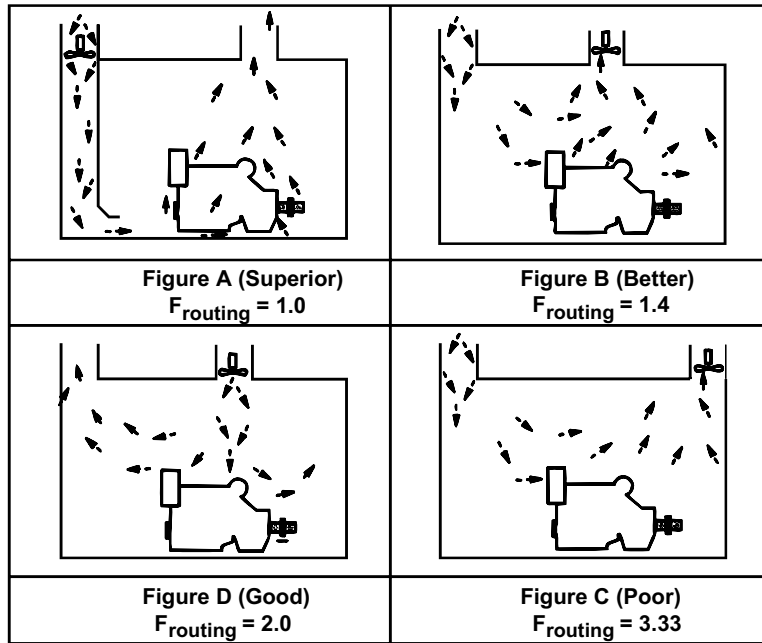 Figure A (Superior)
F routing = 1.0
Figure B (Better)
F routing = 1.4
Figure D (Good)
F routing = 2.0
Figure C (Poor)
F routing = 3.33